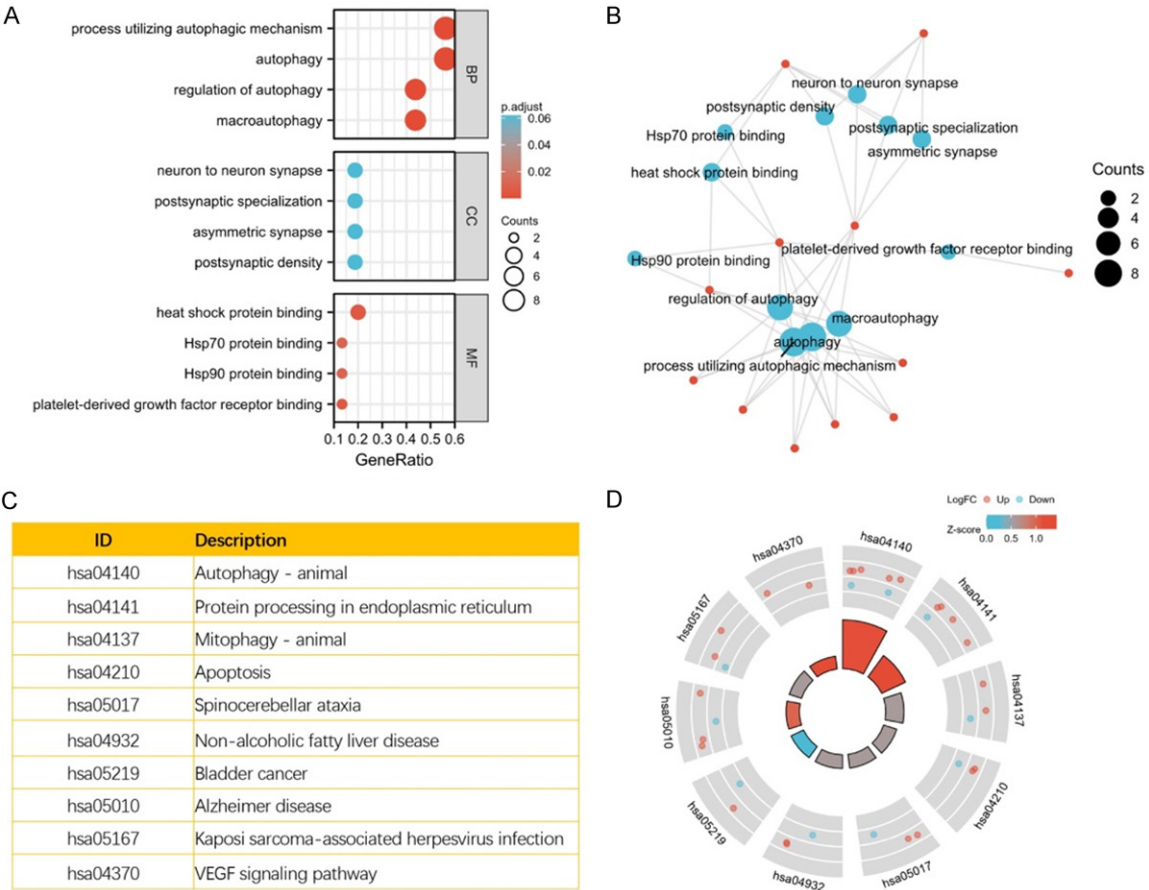 A
process utilizing autophagic mechanism
autophagy
regulation of autophagy
macroautophagy
BP
neuron to neuron synapse
postsynaptic specialization
asymmetric synapse
postsynaptic density
CC
heat shock protein binding
Hsp70 protein binding
Hsp90 protein binding
platelet-derived growth factor receptor binding
MF
0.1 0.2 0.3 0.4 0.5 0.6
GeneRatio
p.adjust
0.06
0.04
0.02
Counts
2
4
6
8
B
neuron to neuron synapse
postsynaptic density
postsynaptic specialization
Hsp70 protein binding
asymmetric synapse
heat shock protein binding
platelet-derived growth factor receptor binding
Hsp90 protein binding
regulation of autophagy
macroautophagy
autophagy
process utilizing autophagic mechanism
Counts
2
4
6
8
C
ID Description
hsa04140 Autophagy - animal
hsa04141 Protein processing in endoplasmic reticulum
hsa04137 Mitophagy - animal
hsa04210 Apoptosis
hsa05017 Spinocerebellar ataxia
hsa04932 Non-alcoholic fatty liver disease
hsa05219 Bladder cancer
hsa05010 Alzheimer disease
hsa05167 Kaposi sarcoma-associated herpesvirus infection
hsa04370 VEGF signaling pathway
D
LogFC Up Down
Z-score
0.0 0.5 1.0
hsa04140
hsa04141
hsa04137
hsa04210
hsa05017
hsa04932
hsa05219
hsa05010
hsa05167
hsa04370